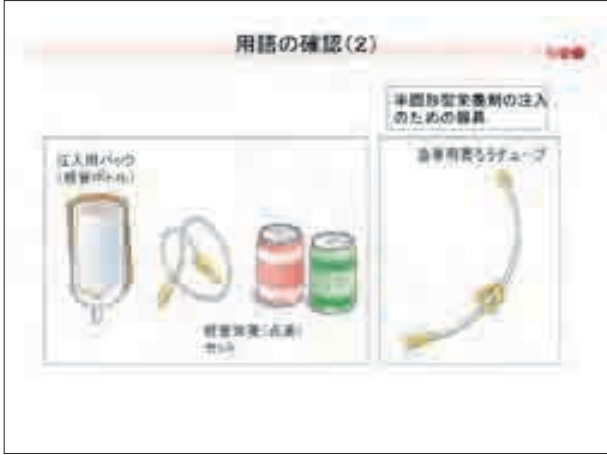 用語の確認(2)
半固形型栄養剤の注入
のための器具
注入用バッグ
(経管ボトル)
経管栄養(点滴)
セット